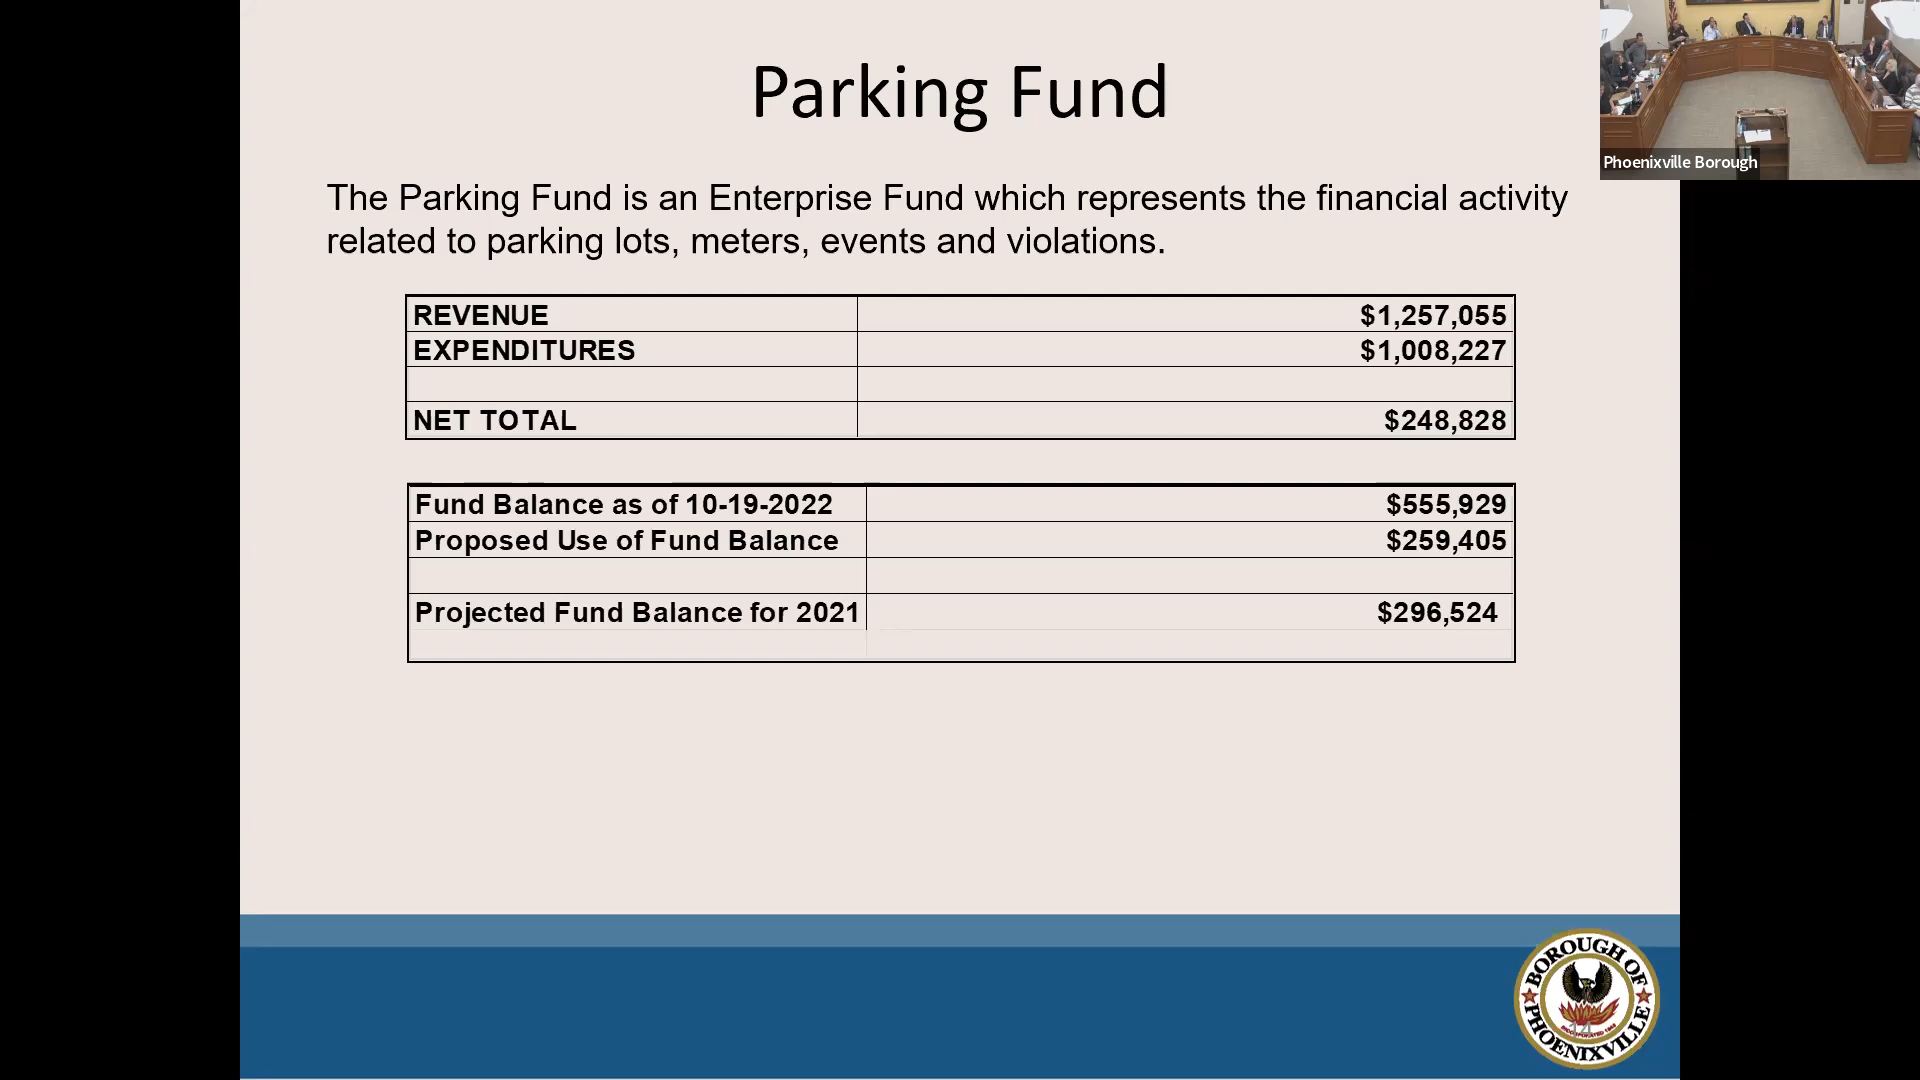 Parking Fund
Phoenixville Borough
The Parking Fund is an Enterprise Fund which represents the financial activity
related to parking lots, meters, events and violations.
REVENUE $1,257,055
EXPENDITURES $1,008,227
NET TOTAL $248,828
Fund Balance as of 10-19-2022 $555,929
Proposed Use of Fund Balance $259,405
Projected Fund Balance for 2021 $296,524
BOROUGH OF
PHOENIXVILLE
14